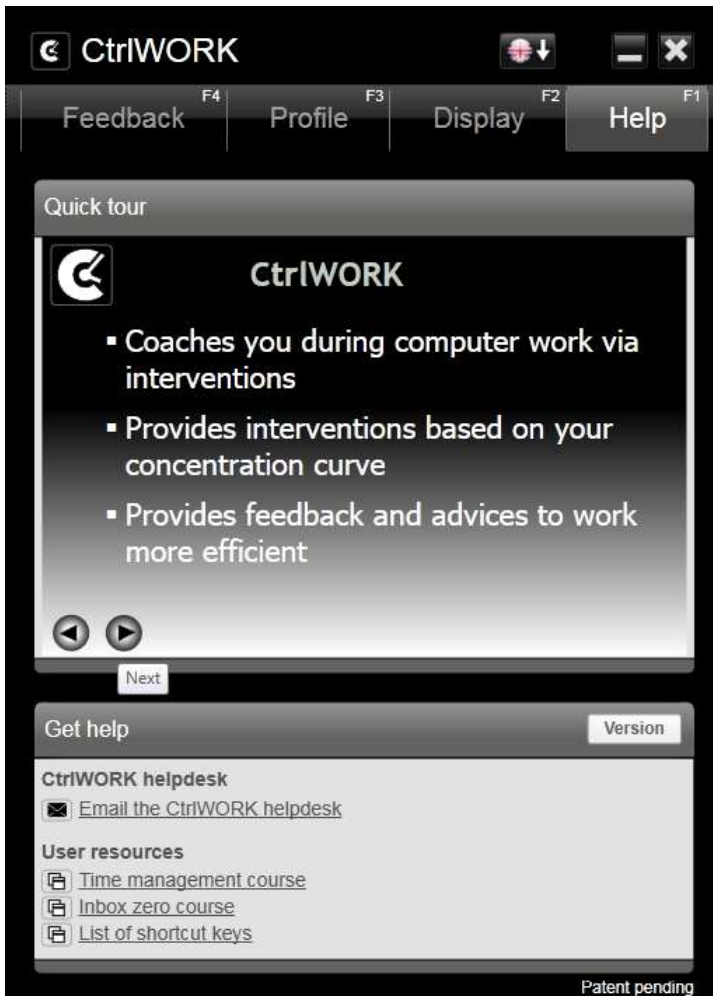 CtrlWORK
Feedback F4 Profile F3 Display F2 Help F1
Quick tour
CtrlWORK
▪ Coaches you during computer work via
interventions
▪ Provides interventions based on your
concentration curve
▪ Provides feedback and advices to work
more efficient
Next
Get help Version
CtrlWORK helpdesk
Email the CtrlWORK helpdesk
User resources
Time management course
Inbox zero course
List of shortcut keys
Patent pending